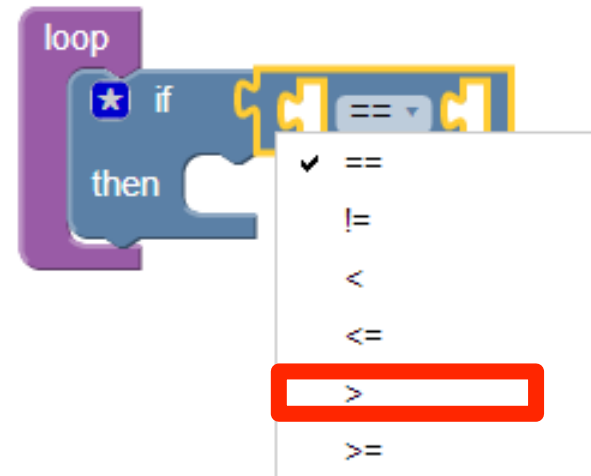 loop
if
==
then
✔ ==
!=
<
<=
>
>=